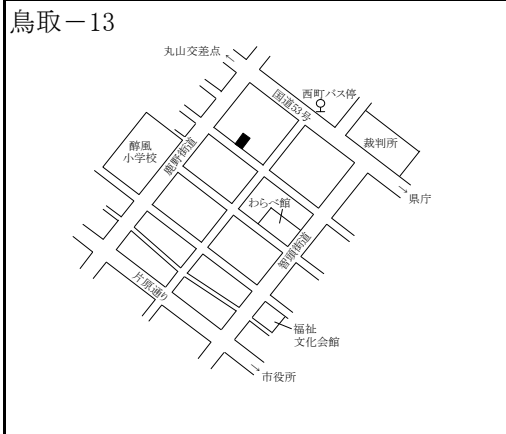 鳥取－13
丸山交差点
←
国道53号
西町バス停
醇風
小学校
鹿野街道
裁判所
→
県庁
わらべ館
智頭街道
片原通り
福祉
文化会館
→
市役所